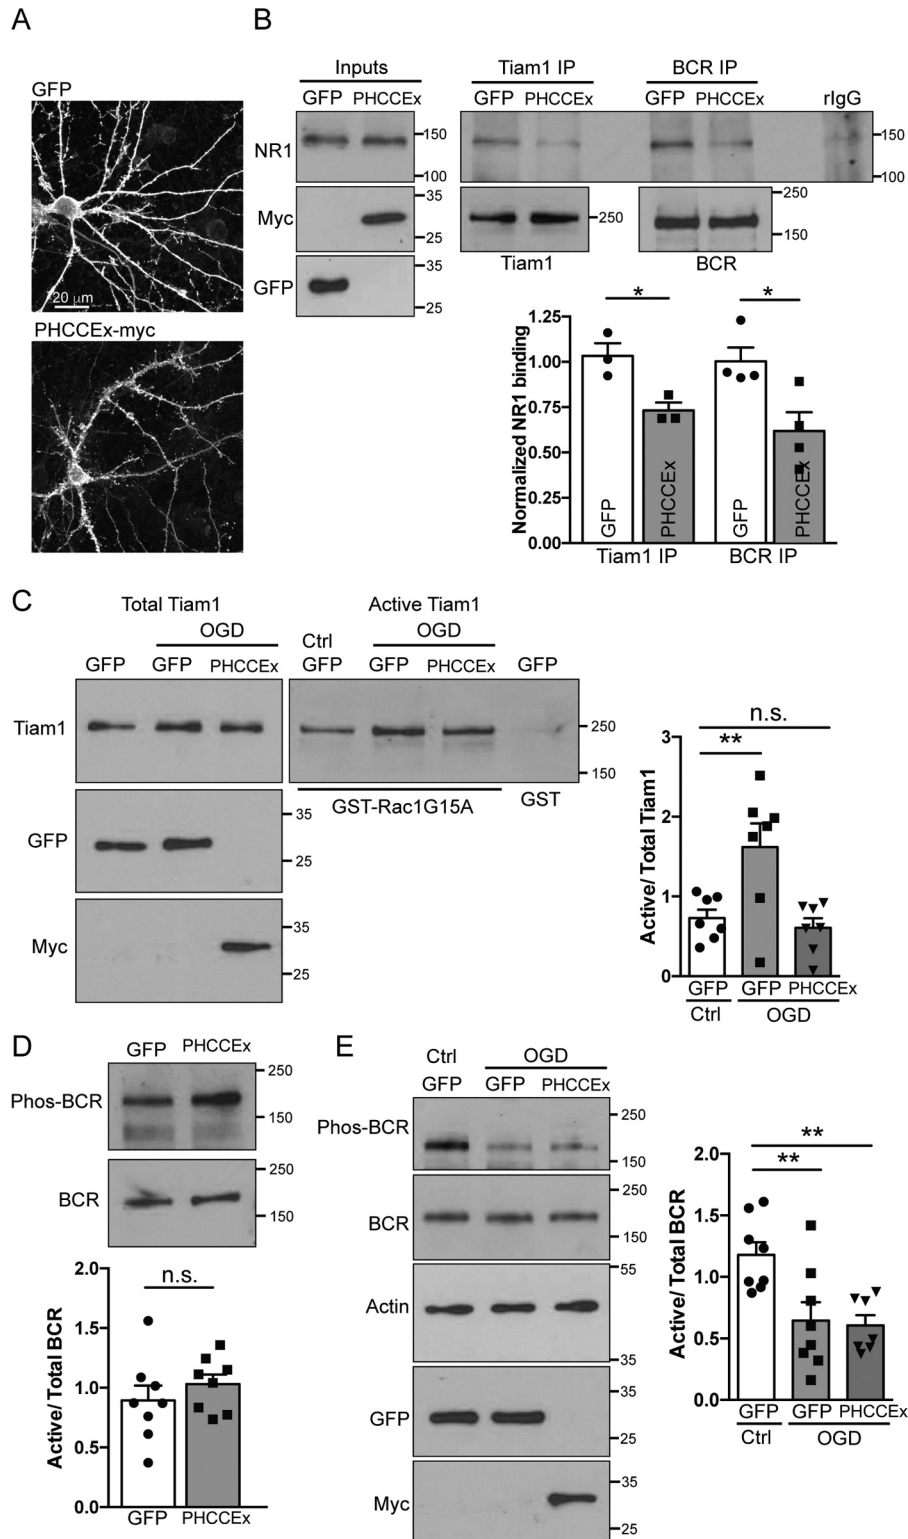 A
GFP
20 μm
PHCCEx-myc
B
Inputs
Tiam1 IP
BCR IP
GFP PHCCEx
GFP PHCCEx
GFP PHCCEx
rIgG
NR1
150
100
150
100
Myc
35
25
250
250
150
Tiam1
BCR
GFP
35
25
Normalized NR1 binding
1.25
1.00
0.75
0.50
0.25
0.00
*
*
GFP
PHCCEx
GFP
PHCCEx
Tiam1 IP
BCR IP
C
Total Tiam1
Active Tiam1
OGD
Ctrl
OGD
GFP
GFP
PHCCEx
GFP
GFP
PHCCEx
GFP
Tiam1
250
150
GST-Rac1G15A
GST
GFP
35
25
Myc
35
25
Active/ Total Tiam1
3
2
1
0
n.s.
**
GFP
GFP
PHCCEx
Ctrl
OGD
D
GFP
PHCCEx
Phos-BCR
250
150
BCR
250
150
Active/ Total BCR
2.0
1.5
1.0
0.5
0.0
n.s.
GFP
PHCCEx
E
Ctrl
OGD
GFP
GFP
PHCCEx
Phos-BCR
250
150
BCR
250
150
Actin
55
35
GFP
35
25
Myc
35
25
Active/ Total BCR
2.0
1.5
1.0
0.5
0.0
**
**
GFP
GFP
PHCCEx
Ctrl
OGD